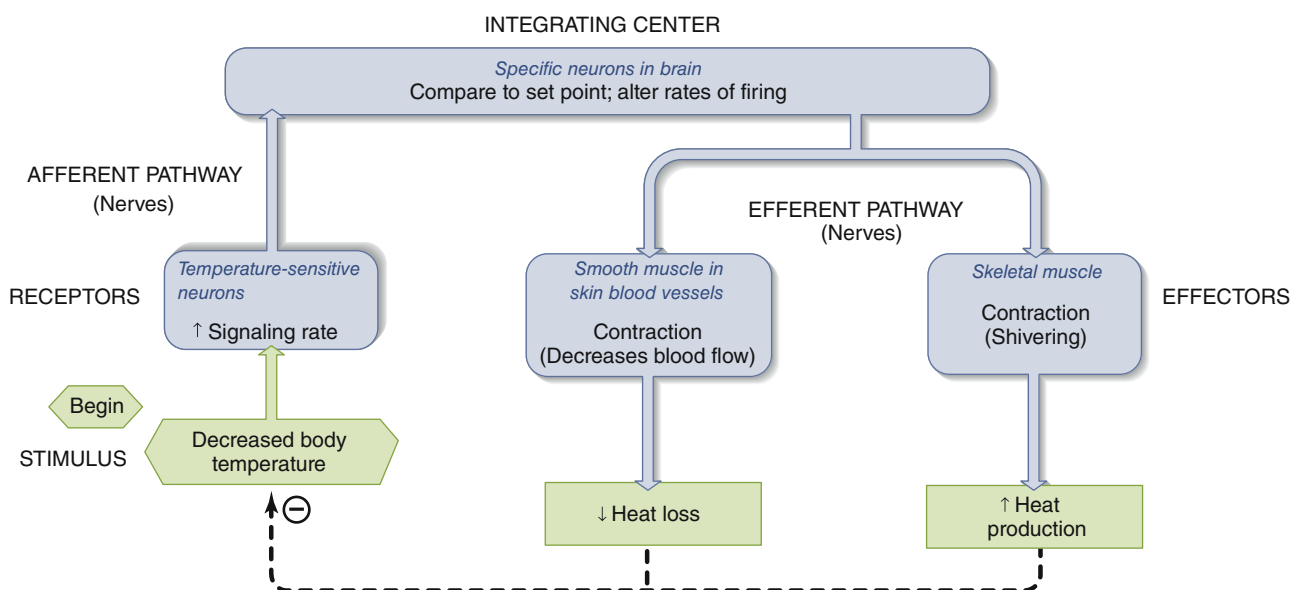 INTEGRATING CENTER
Specific neurons in brain
Compare to set point; alter rates of firing
AFFERENT PATHWAY
(Nerves)
EFFERENT PATHWAY
(Nerves)
RECEPTORS
Temperature-sensitive
neurons
↑ Signaling rate
Smooth muscle in
skin blood vessels
Contraction
(Decreases blood flow)
Skeletal muscle
Contraction
(Shivering)
EFFECTORS
Begin
STIMULUS
Decreased body
temperature
↓ Heat loss
↑ Heat
production
−